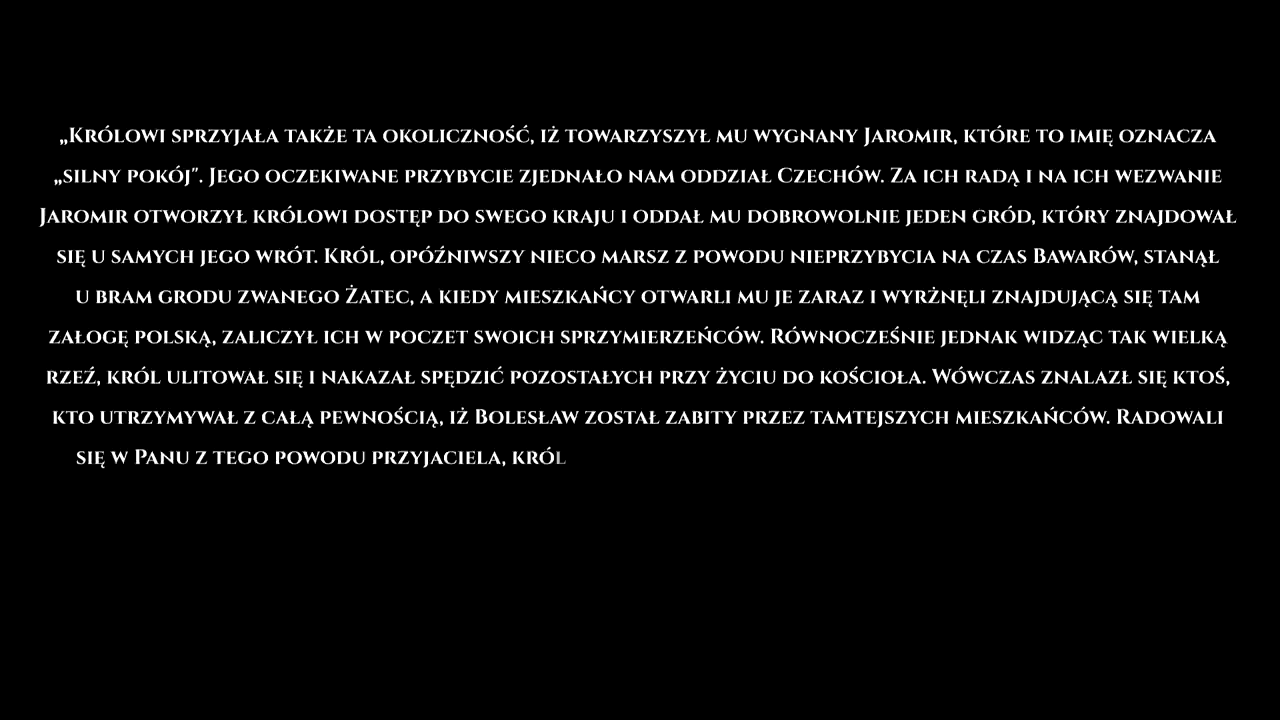 „Królowi sprzyjała także ta okoliczność, iż towarzyszył mu wygnany Jaromir, które to imię oznacza
„silny pokój". Jego oczekiwane przybycie zjednało nam oddział Czechów. Za ich radą i na ich wezwanie
Jaromir otworzył królowi dostęp do swego kraju i oddał mu dobrowolnie jeden gród, który znajdował
się u samych jego wrót. Król, opóźniwszy nieco marsz z powodu nieprzybycia na czas Bawarów, stanął
u bram grodu zwanego Žatec, a kiedy mieszkańcy otwarli mu je zaraz i wyrżnęli znajdującą się tam
załogę polską, zaliczył ich w poczet swoich sprzymierzeńców. Równocześnie jednak widząc tak wielką
rzeź, król ulitował się i nakazał spędzić pozostałych przy życiu do kościoła. Wówczas znalazł się ktoś,
kto utrzymywał z całą pewnością, iż Bolesław został zabity przez tamtejszych mieszkańców. Radowali
się w Panu z tego powodu przyjaciela, król